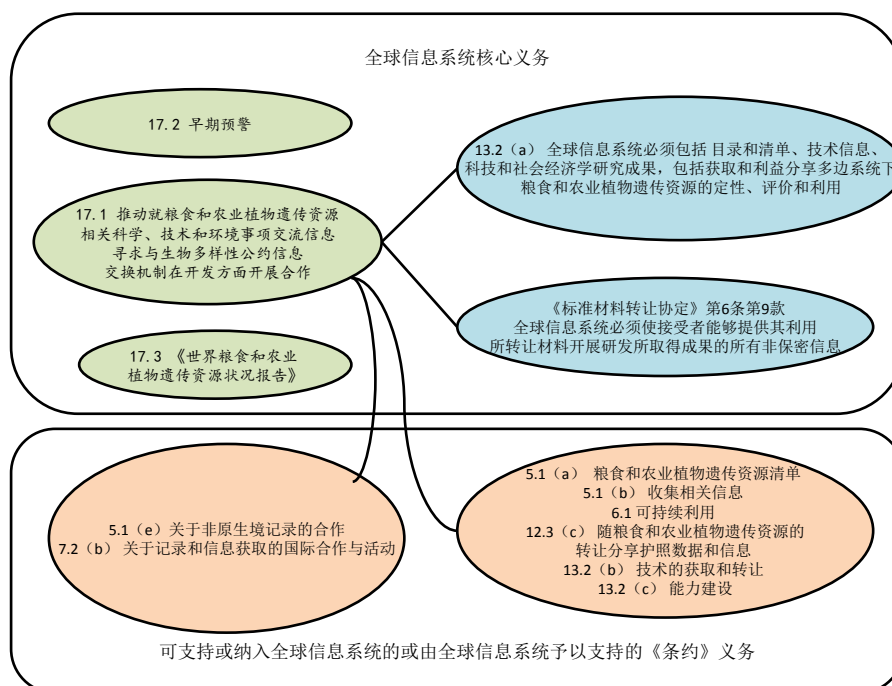 全球信息系统核心义务
17.2 早期预警
13.2（a） 全球信息系统必须包括 目录和清单、技术信息、
科技和社会经济学研究成果，包括获取和利益分享多边系统下
粮食和农业植物遗传资源的定性、评价和利用
17.1 推动就粮食和农业植物遗传资源
相关科学、技术和环境事项交流信息
寻求与生物多样性公约信息
交换机制在开发方面开展合作
《标准材料转让协定》第6条第9款
全球信息系统必须使接受者能够提供其利用
所转让材料开展研发所取得成果的所有非保密信息
17.3 《世界粮食和农业
植物遗传资源状况报告》
5.1（e）关于非原生境记录的合作
7.2（b） 关于记录和信息获取的国际合作与活动
5.1（a） 粮食和农业植物遗传资源清单
5.1（b） 收集相关信息
6.1 可持续利用
12.3（c） 随粮食和农业植物遗传资源的
转让分享护照数据和信息
13.2（b） 技术的获取和转让
13.2（c） 能力建设
可支持或纳入全球信息系统的或由全球信息系统予以支持的《条约》义务